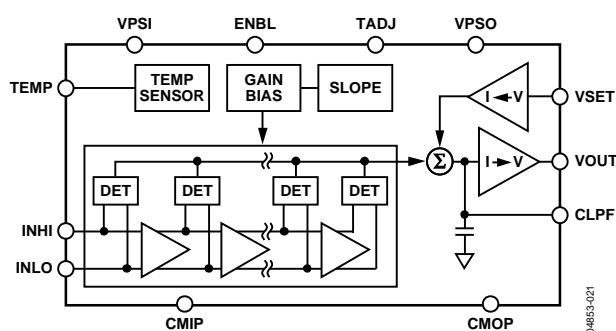 VPSI ENBL TADJ VPSO
TEMP
TEMP
SENSOR
GAIN
BIAS
SLOPE
I V
VSET
Σ
I V
VOUT
DET DET DET DET
CLPF
INHI
INLO
CMIP CMOP
04853-021